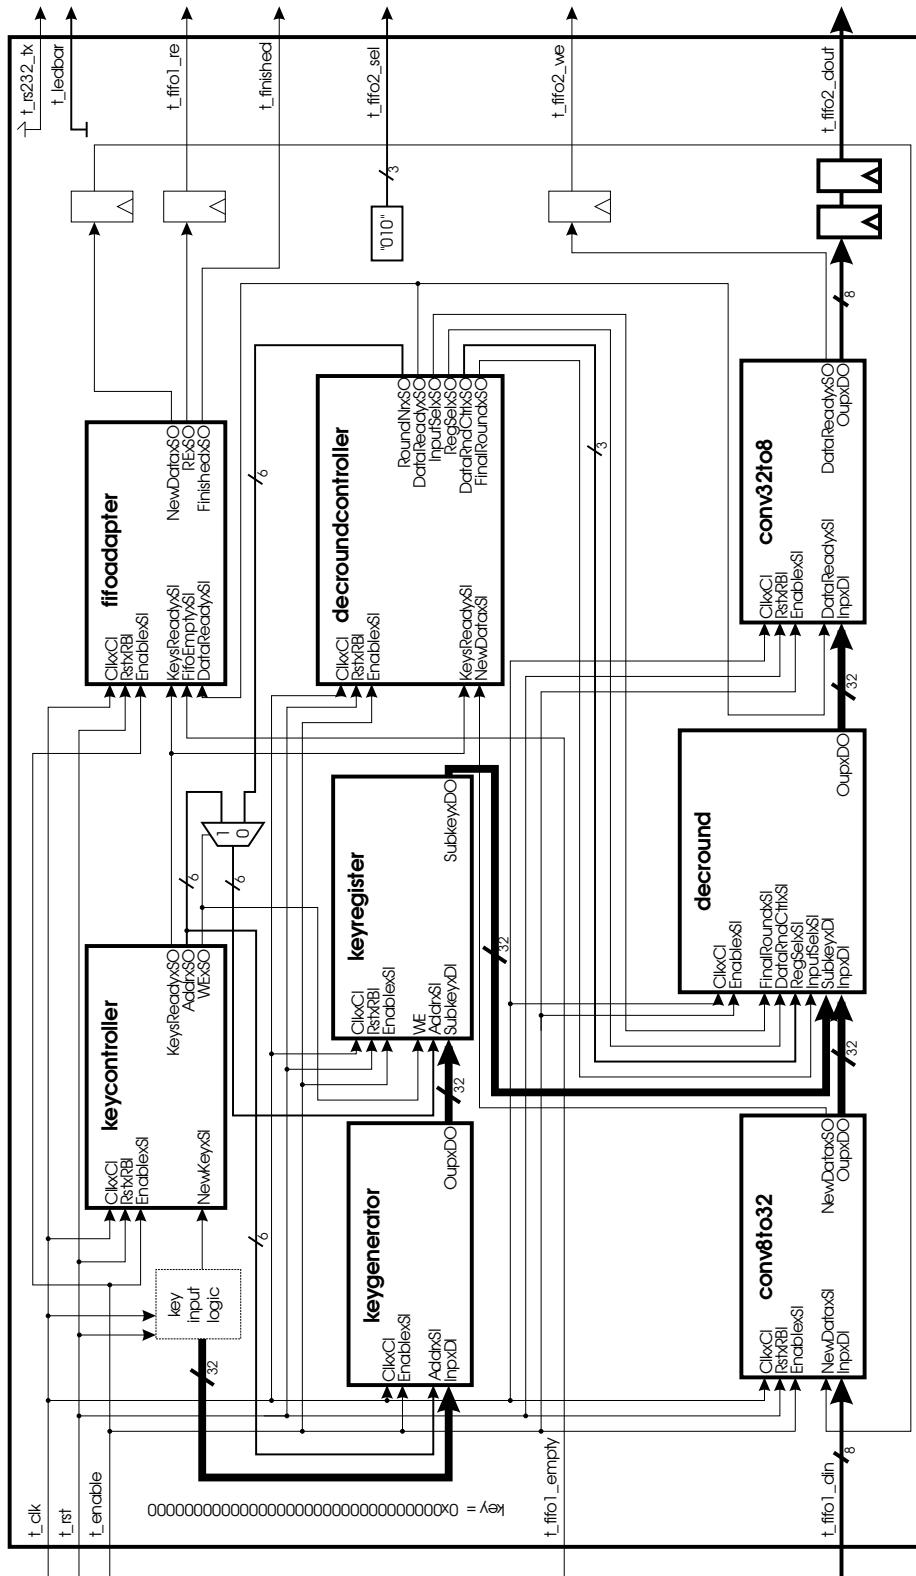 t_rs232_tx
t_ledbar
t_fifo1_re
t_finished
t_fifo2_sel
t_fifo2_we
t_fifo2_dout
3
"010"
8
fifoadapter
ClkxCI
RstxRBI
EnablexSI
KeysReadyxSI
FifoEmptyxSI
DataReadyxSI
NewDataxSO
RExSO
FinishedxSO
6
decroundcontroller
ClkxCI
RstxRBI
EnablexSI
KeysReadyxSI
NewDataxSI
RoundNrxSO
DataReadyxSO
InputSelxSO
RegSelxSO
DataRndCtrlxSO
FinalRoundxSO
3
conv32to8
ClkxCI
RstxRBI
EnablexSI
DataReadyxSI
InpxDI
DataReadyxSO
OupxDO
32
1
0
6
6
keycontroller
ClkxCI
RstxRBI
EnablexSI
NewKeyxSI
KeysReadyxSO
AddrxSO
WExSO
keyregister
ClkxCI
RstxRBI
EnablexSI
WE
AddrxSI
SubkeyxDI
SubkeyxDO
32
decround
ClkxCI
EnablexSI
FinalRoundxSI
DataRndCtrlxSI
RegSelxSI
InputSelxSI
SubkeyxDI
InpxDI
OupxDO
32
32
6
key
input
logic
32
keygenerator
ClkxCI
EnablexSI
AddrxSI
InpxDI
OupxDO
conv8to32
ClkxCI
RstxRBI
EnablexSI
NewDataxSI
InpxDI
NewDataxSO
OupxDO
8
t_clk
t_rst
t_enable
key = 0x00000000000000000000000000000000
t_fifo1_empty
t_fifo1_din